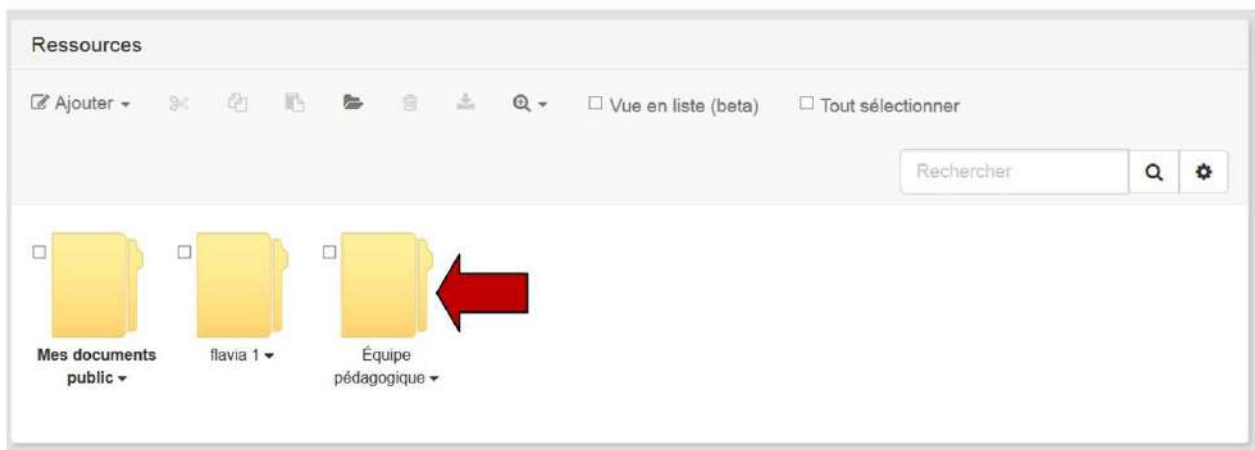 Ressources
Ajouter Vue en liste (beta) Tout sélectionner
Rechercher
Mes documents public
flavia 1
Équipe pédagogique